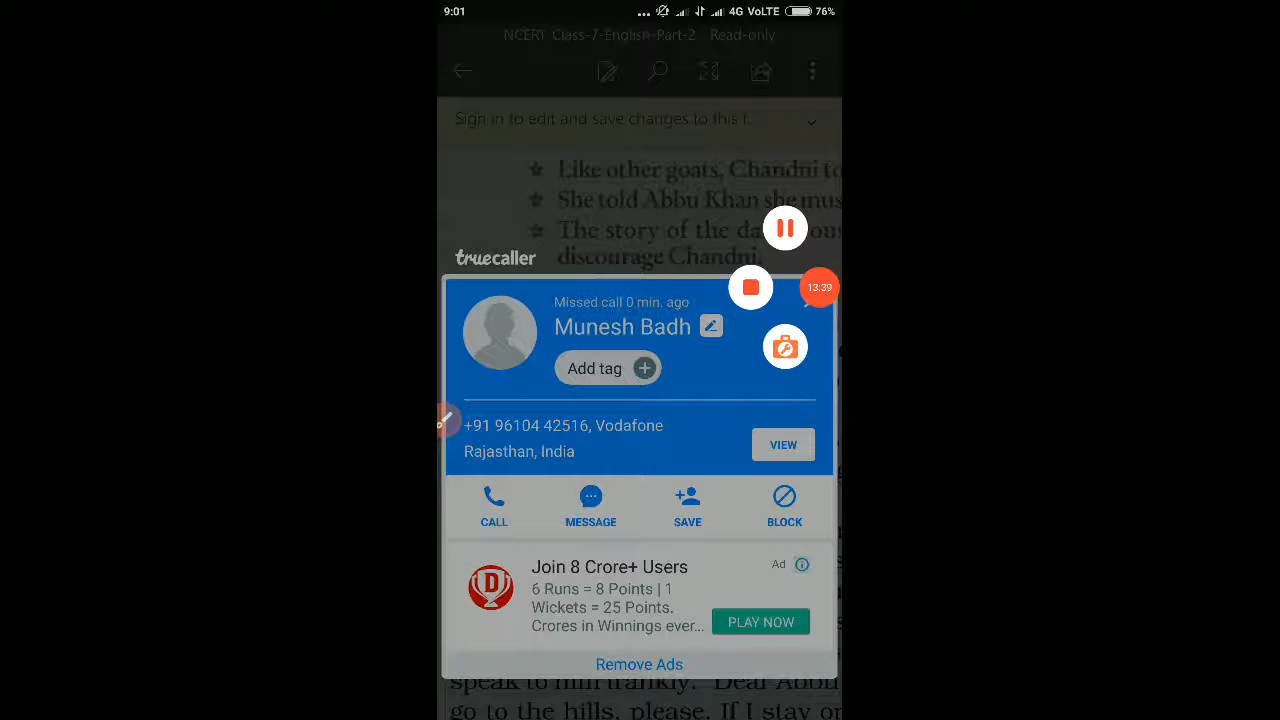 9:01
4G VoLTE 76%
NCERT-Class-7-English-Part-2 Read-only
Sign in to edit and save changes to this f...
Like other goats, Chandni to
She told Abbu Khan she mus
The story of the da
discourage Chandni.
truecaller
13:39
Missed call 0 min. ago
Munesh Badh
Add tag
+91 96104 42516, Vodafone
Rajasthan, India
VIEW
CALL
MESSAGE
SAVE
BLOCK
Join 8 Crore+ Users
Ad
D
6 Runs = 8 Points | 1
Wickets = 25 Points.
Crores in Winnings ever...
PLAY NOW
Remove Ads
speak to him frankly. "Dear Abbu
go to the hills, please. If I stay or